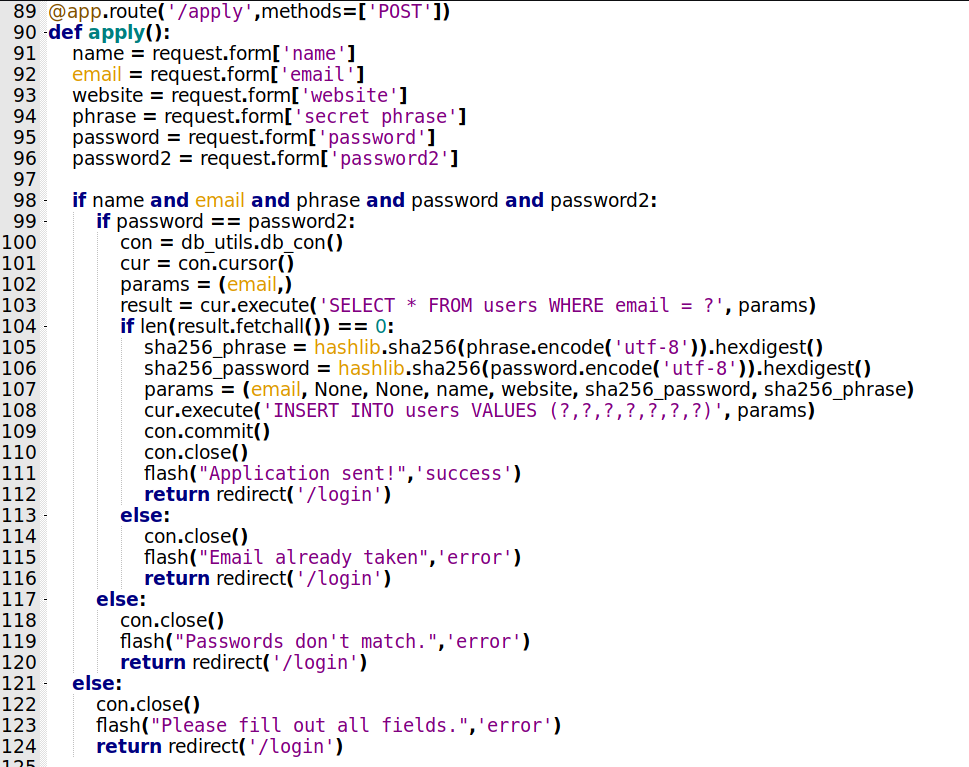 89 @app.route('/apply',methods=['POST'])
90 def apply():
91 name = request.form['name']
92 email = request.form['email']
93 website = request.form['website']
94 phrase = request.form['secret phrase']
95 password = request.form['password']
96 password2 = request.form['password2']
97
98 if name and email and phrase and password and password2:
99 if password == password2:
100 con = db_utils.db_con()
101 cur = con.cursor()
102 params = (email,)
103 result = cur.execute('SELECT * FROM users WHERE email = ?', params)
104 if len(result.fetchall()) == 0:
105 sha256_phrase = hashlib.sha256(phrase.encode('utf-8')).hexdigest()
106 sha256_password = hashlib.sha256(password.encode('utf-8')).hexdigest()
107 params = (email, None, None, name, website, sha256_password, sha256_phrase)
108 cur.execute('INSERT INTO users VALUES (?,?,?,?,?,?,?)', params)
109 con.commit()
110 con.close()
111 flash("Application sent!",'success')
112 return redirect('/login')
113 else:
114 con.close()
115 flash("Email already taken",'error')
116 return redirect('/login')
117 else:
118 con.close()
119 flash("Passwords don't match.",'error')
120 return redirect('/login')
121 else:
122 con.close()
123 flash("Please fill out all fields.",'error')
124 return redirect('/login')
125